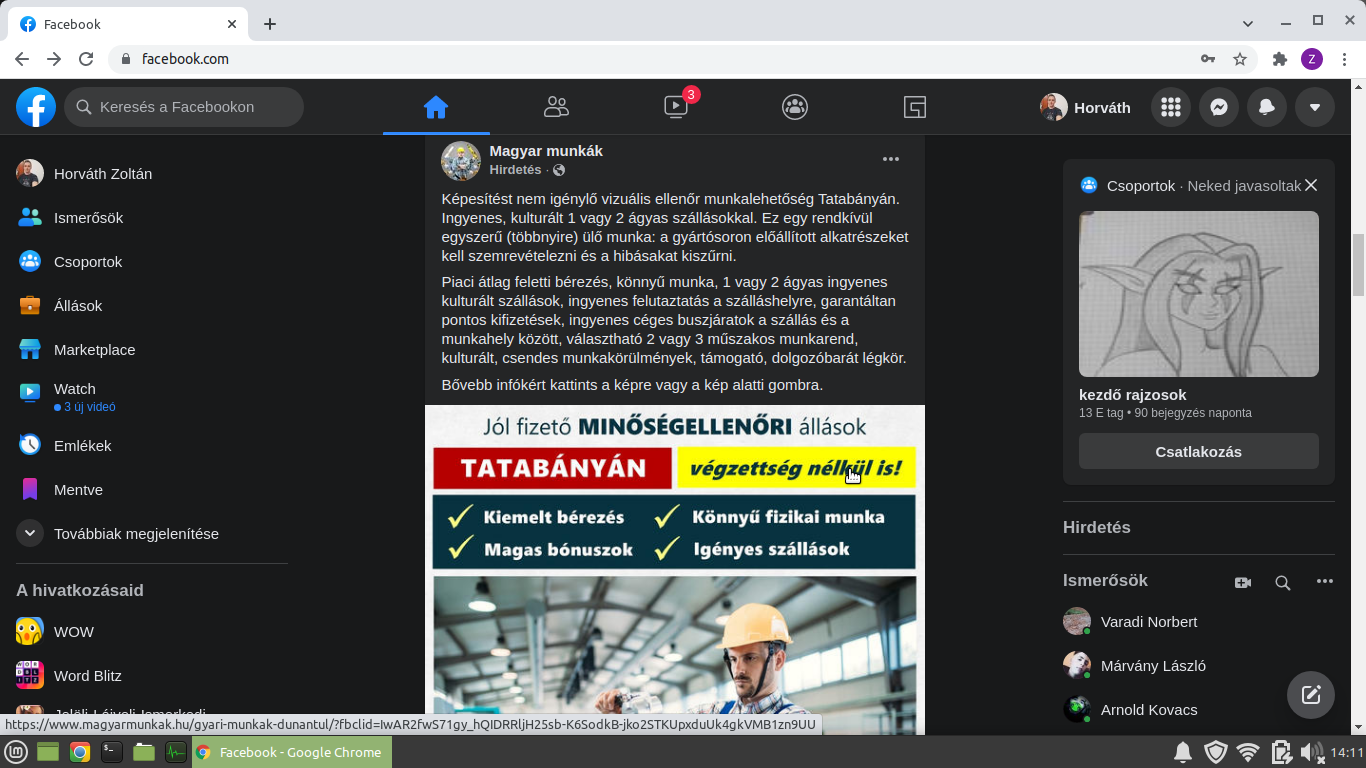 Facebook
facebook.com
Z
Keresés a Facebookon
3
Horváth
Horváth Zoltán
Ismerősök
Csoportok
Állások
Marketplace
Watch
3 új videó
Emlékek
Mentve
Továbbiak megjelenítése
A hivatkozásaid
WOW
Word Blitz
Magyar munkák
Hirdetés ·
Képesítést nem igénylő vizuális ellenőr munkalehetőség Tatabányán.
Ingyenes, kulturált 1 vagy 2 ágyas szállásokkal. Ez egy rendkívül
egyszerű (többnyire) ülő munka: a gyártósoron előállított alkatrészeket
kell szemrevételezni és a hibásakat kiszűrni.
Piaci átlag feletti bérezés, könnyű munka, 1 vagy 2 ágyas ingyenes
kulturált szállások, ingyenes felutaztatás a szálláshelyre, garantáltan
pontos kifizetések, ingyenes céges buszjáratok a szállás és a
munkahely között, választható 2 vagy 3 műszakos munkarend,
kulturált, csendes munkakörülmények, támogató, dolgozóbarát légkör.
Bővebb infókért kattints a képre vagy a kép alatti gombra.
Jól fizető MINŐSÉGELLENŐRI állások
TATABÁNYÁN
végzettség nélkül is!
Kiemelt bérezés
Könnyű fizikai munka
Magas bónuszok
Igényes szállások
Csoportok · Neked javasoltak
kezdő rajzosok
13 E tag • 90 bejegyzés naponta
Csatlakozás
Hirdetés
Ismerősök
Varadi Norbert
Márvány László
Arnold Kovacs
https://www.magyarmunkak.hu/gyari-munkak-dunantul/?fbclid=IwAR2fwS71gy_hQIDRRljH25sb-K6SodkB-jko2STKUpxduUk4gkVMB1zn9UU
Facebook - Google Chrome
14:11